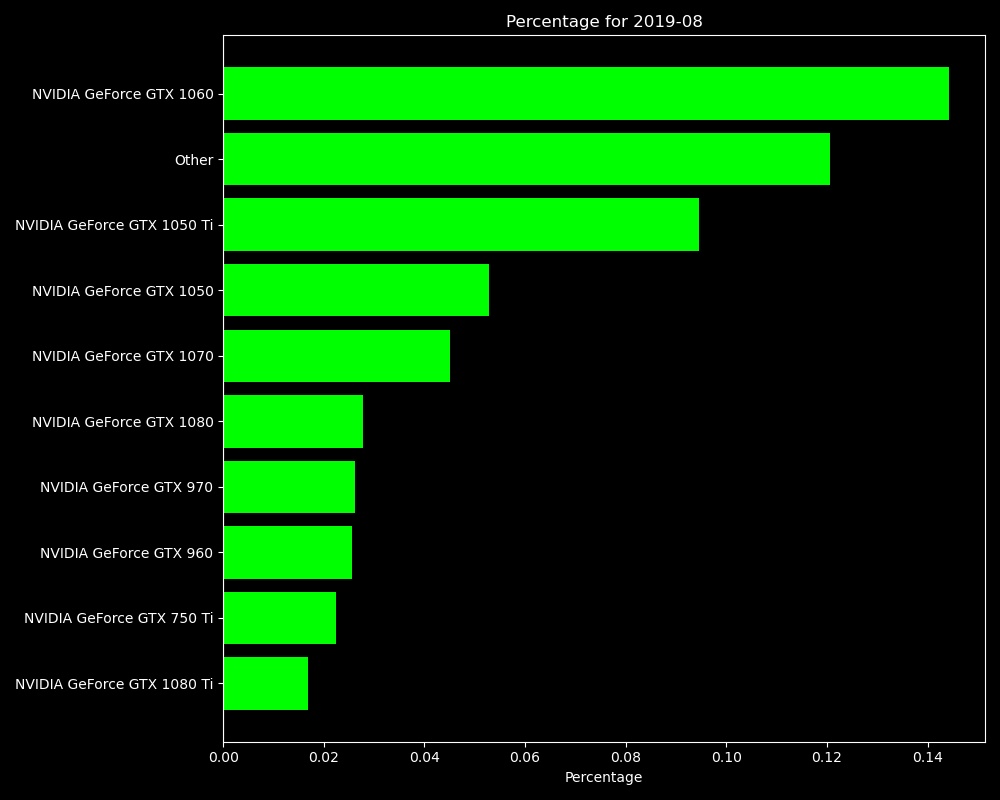 Percentage for 2019-08
NVIDIA GeForce GTX 1060
Other
NVIDIA GeForce GTX 1050 Ti
NVIDIA GeForce GTX 1050
NVIDIA GeForce GTX 1070
NVIDIA GeForce GTX 1080
NVIDIA GeForce GTX 970
NVIDIA GeForce GTX 960
NVIDIA GeForce GTX 750 Ti
NVIDIA GeForce GTX 1080 Ti
0.00 0.02 0.04 0.06 0.08 0.10 0.12 0.14
Percentage